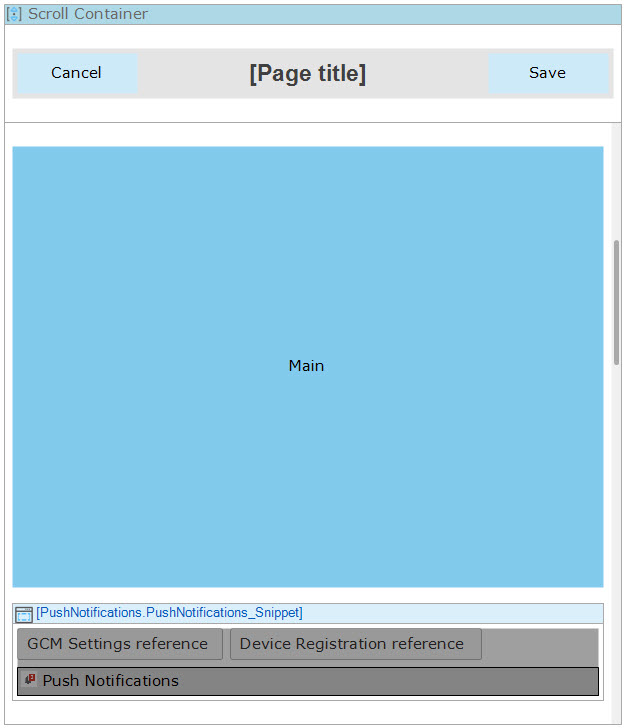 Scroll Container
Cancel [Page title] Save
Main
[PushNotifications.PushNotifications_Snippet]
GCM Settings reference Device Registration reference
Push Notifications